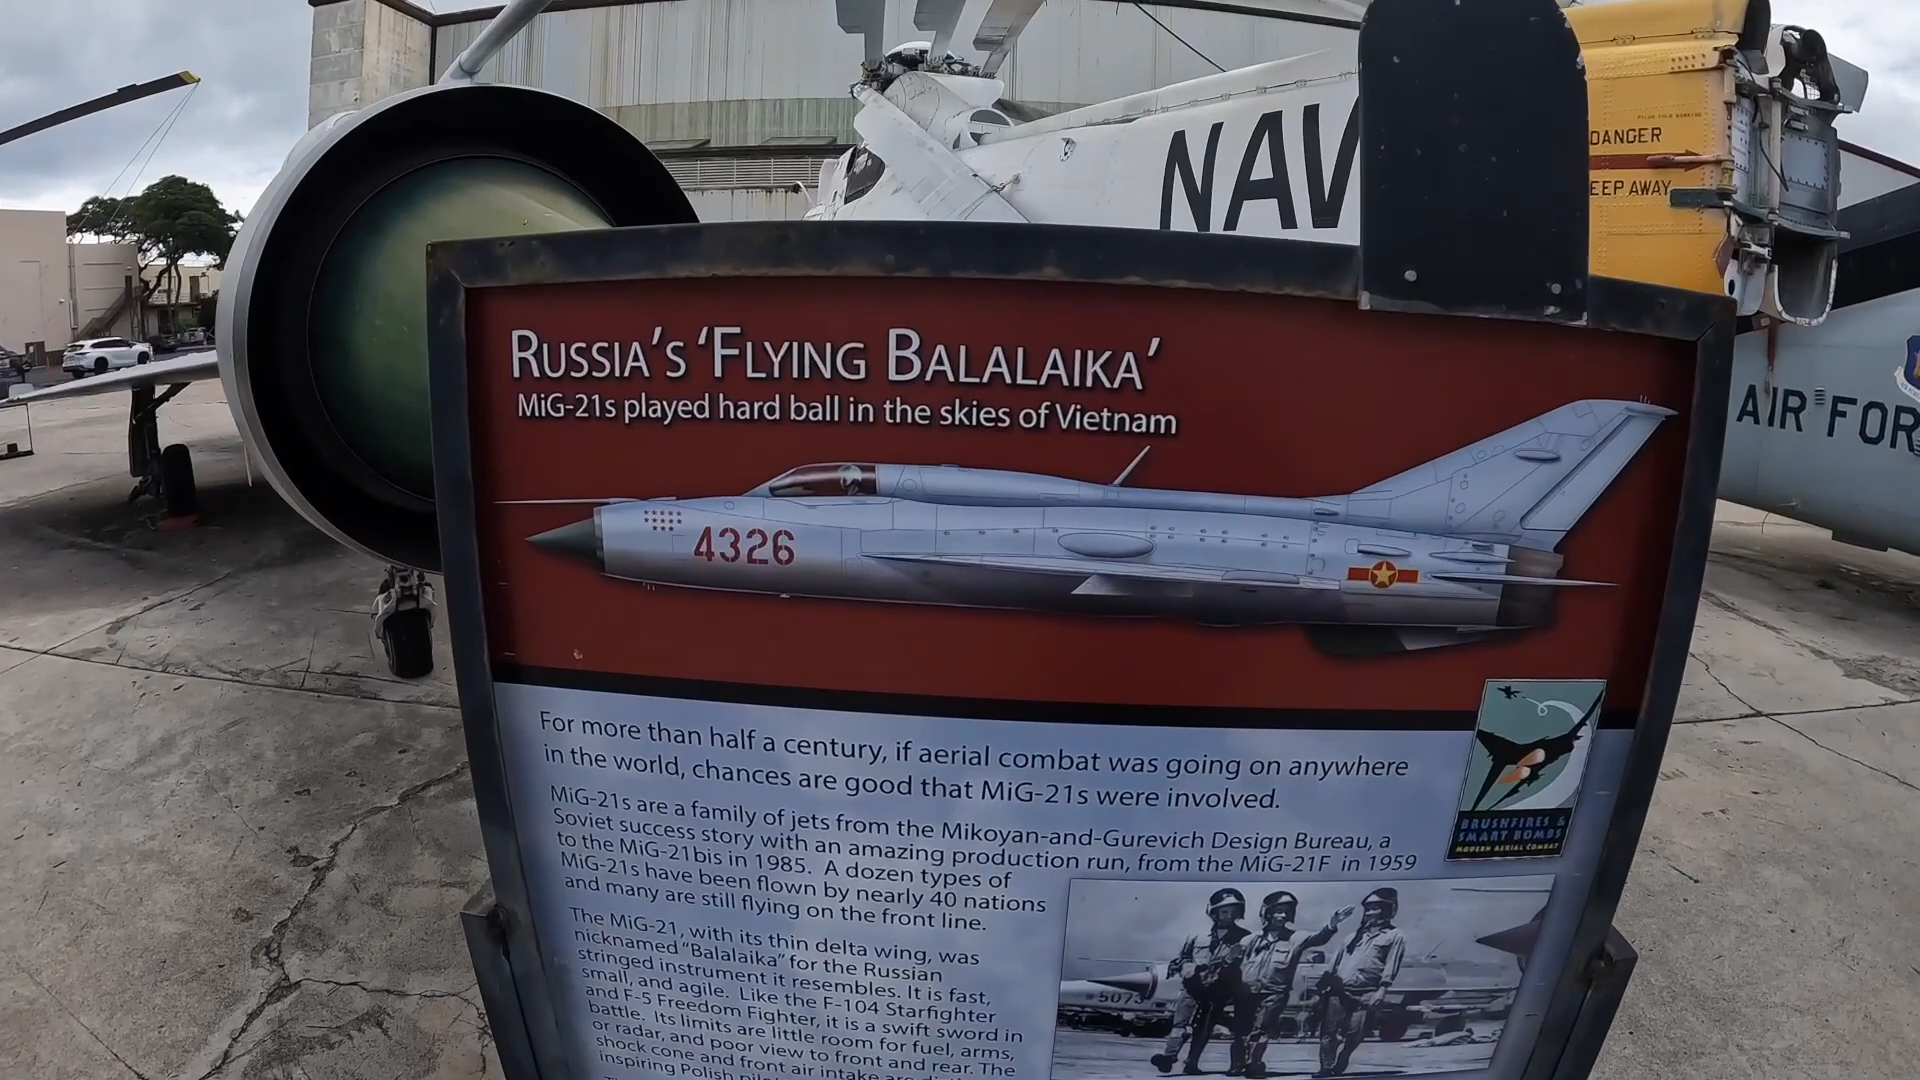 NAV
DANGER
EEP AWAY
AIR FOR
RUSSIA'S 'FLYING BALALAIKA'
MiG-21s played hard ball in the skies of Vietnam
4326
For more than half a century, if aerial combat was going on anywhere
in the world, chances are good that MiG-21s were involved.
MiG-21s are a family of jets from the Mikoyan-and-Gurevich Design Bureau, a
Soviet success story with an amazing production run, from the MiG-21F in 1959
to the MiG-21bis in 1985. A dozen types of
MiG-21s have been flown by nearly 40 nations
and many are still flying on the front line.
The MiG-21, with its thin delta wing, was
nicknamed "Balalaika" for the Russian
stringed instrument it resembles. It is fast,
small, and agile. Like the F-104 Starfighter
and F-5 Freedom Fighter, it is a swift sword in
battle. Its limits are little room for fuel, arms,
or radar, and poor view to front and rear. The
shock cone and front air intake are
inspiring Polish
BRUSHFIRES &
SMART BOMBS
MODERN AERIAL COMBAT
5073